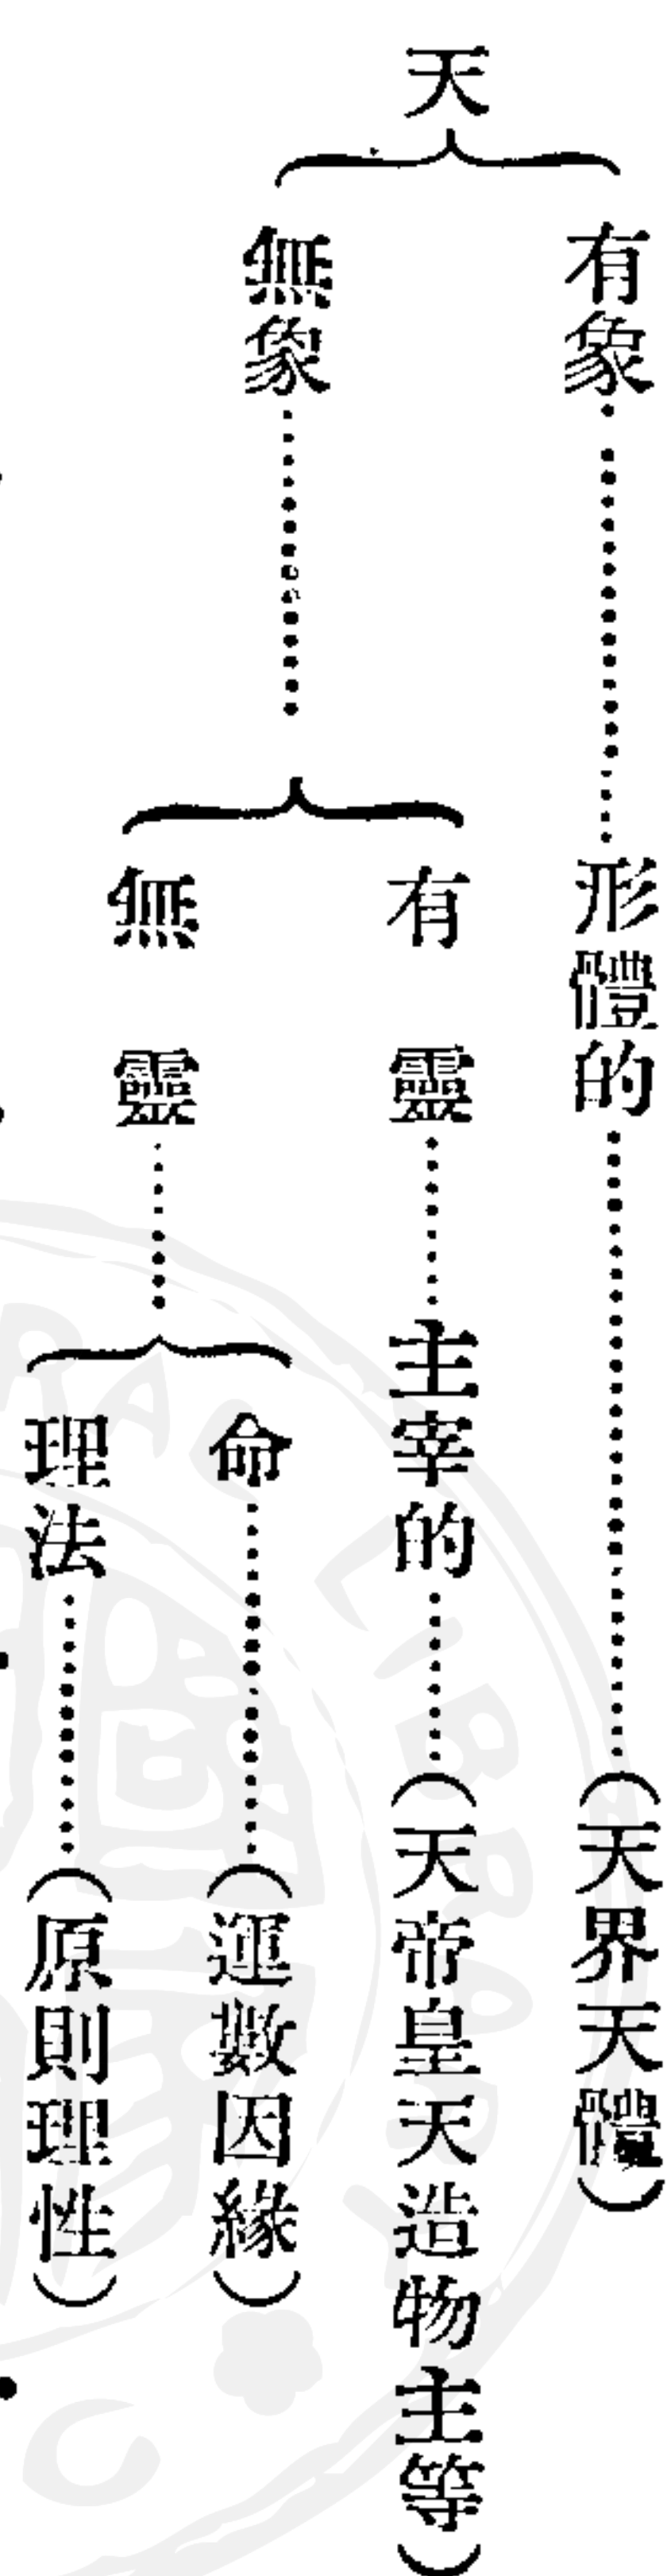 天
有象……形體的……（天界天體）
無象……
有靈……主宰的……（天帝皇天造物主等）
無靈……
命……（運數因緣）
理法……（原則理性）